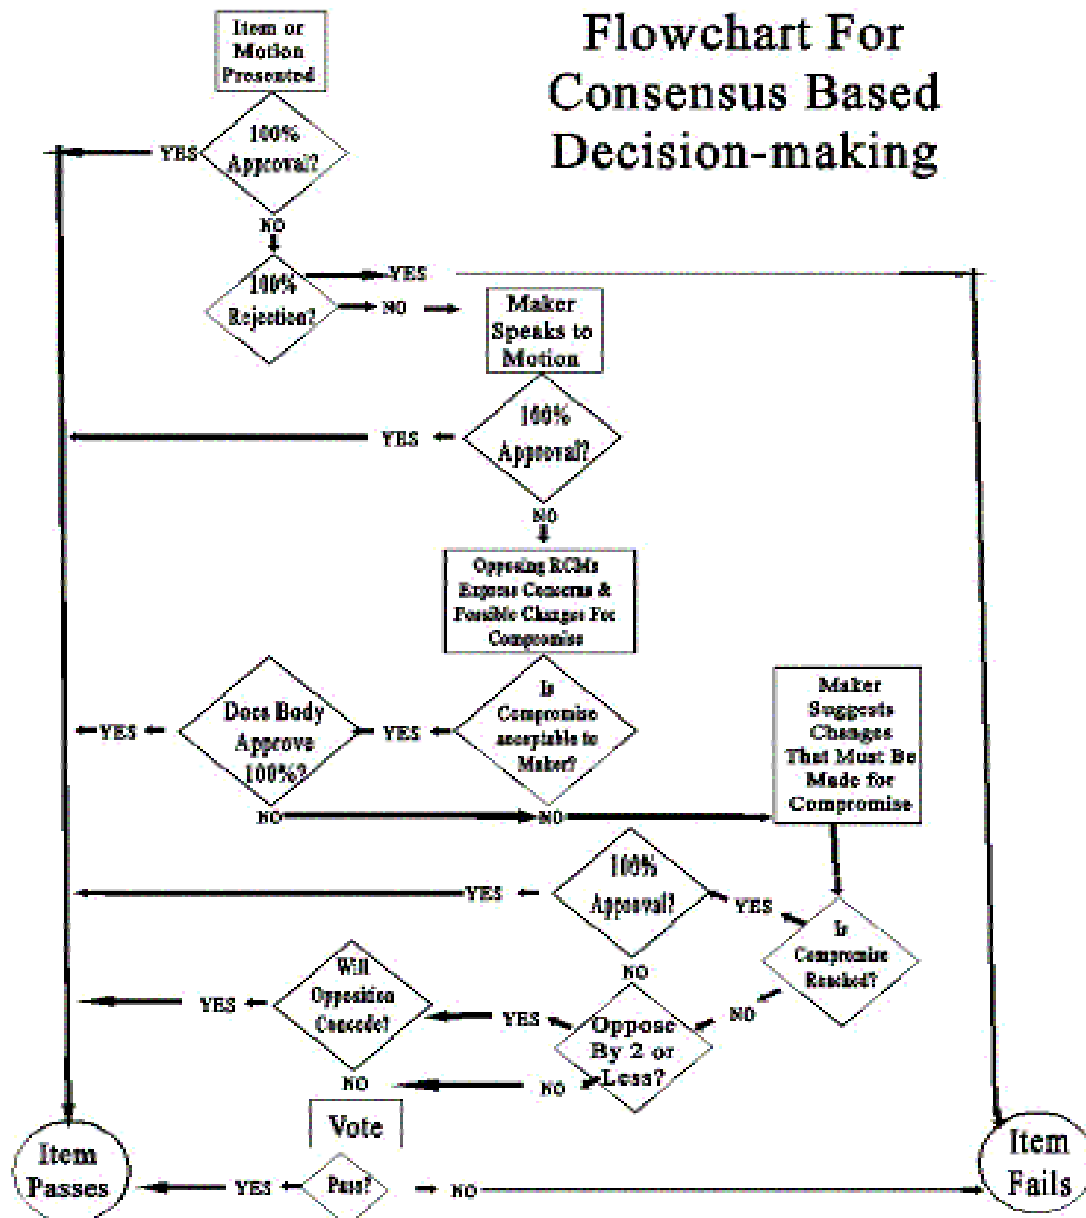 Flowchart For
Consensus Based
Decision-making
Item or
Motion
Presented
100%
Approval?
YES
NO
100%
Rejection?
YES
NO
Maker
Speaks to
Motion
100%
Approval?
YES
NO
Opposing RCMs
Express Concerns &
Possible Changes For
Compromise
Is
Compromise
acceptable to
Maker?
YES
Does Body
Approve
100%?
YES
NO
NO
Maker
Suggests
Changes
That Must Be
Made for
Compromise
Is
Compromise
Reached?
YES
NO
100%
Approval?
YES
NO
Oppose
By 2 or
Less?
YES
NO
Will
Opposition
Concede?
YES
NO
Vote
Pass?
YES
NO
Item
Passes
Item
Fails